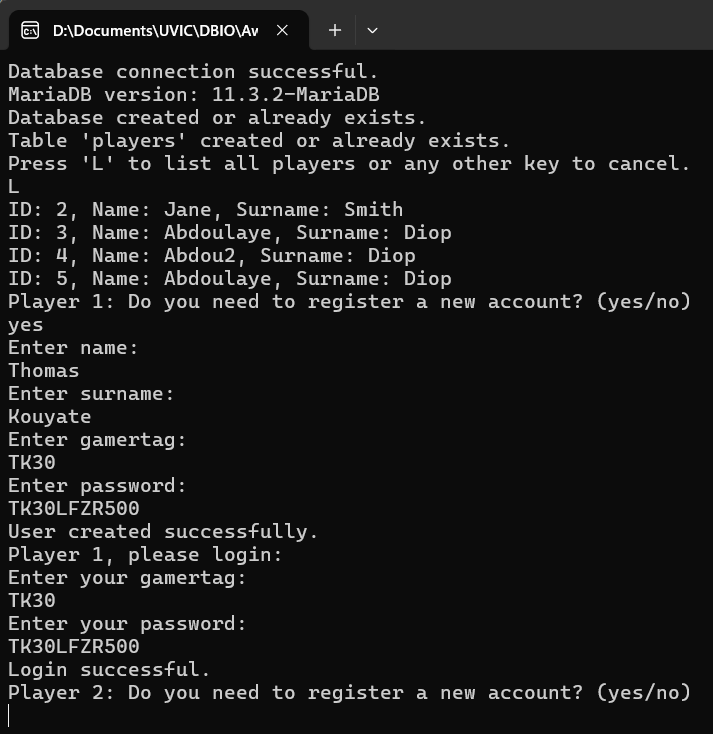 D:\Documents\UVIC\DBIO\Aw
Database connection successful.
MariaDB version: 11.3.2-MariaDB
Database created or already exists.
Table 'players' created or already exists.
Press 'L' to list all players or any other key to cancel.
L
ID: 2, Name: Jane, Surname: Smith
ID: 3, Name: Abdoulaye, Surname: Diop
ID: 4, Name: Abdou2, Surname: Diop
ID: 5, Name: Abdoulaye, Surname: Diop
Player 1: Do you need to register a new account? (yes/no)
yes
Enter name:
Thomas
Enter surname:
Kouyate
Enter gamertag:
TK30
Enter password:
TK30LFZR500
User created successfully.
Player 1, please login:
Enter your gamertag:
TK30
Enter your password:
TK30LFZR500
Login successful.
Player 2: Do you need to register a new account? (yes/no)